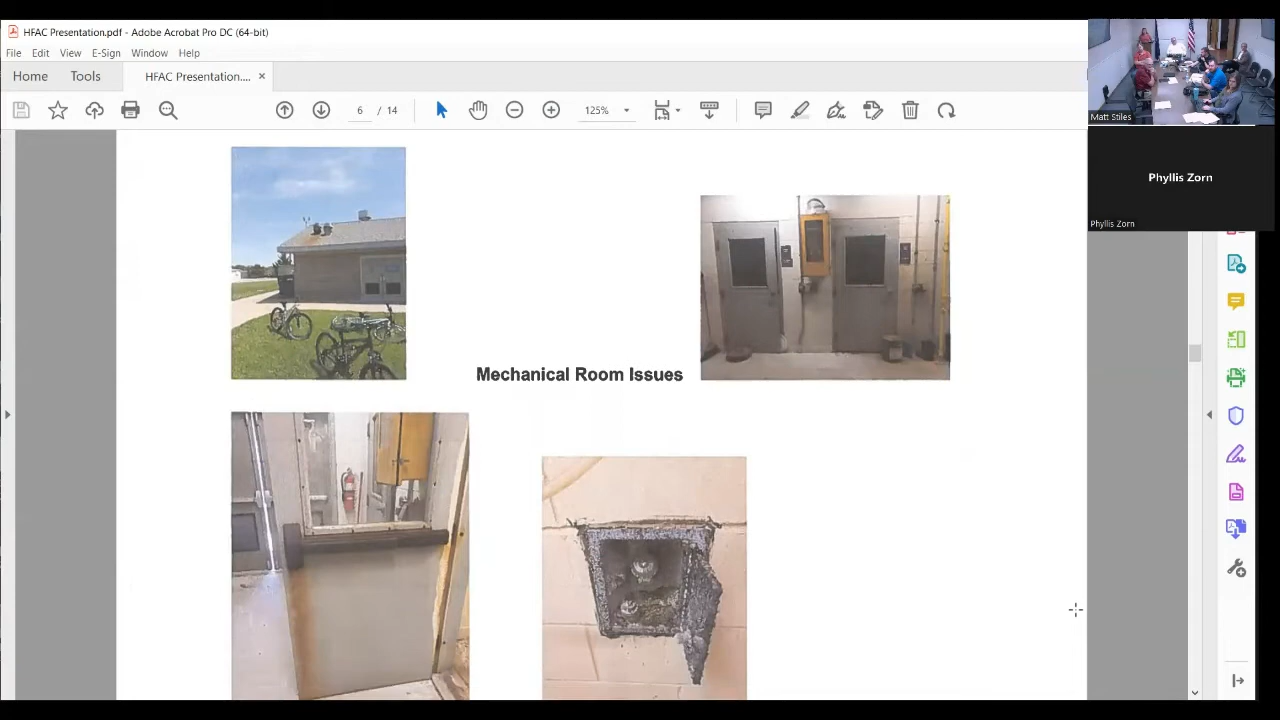 HFAC Presentation.pdf - Adobe Acrobat Pro DC (64-bit)
File Edit View E-Sign Window Help
Home Tools HFAC Presentation.... ×
6 / 14 125%
Matt Stiles
Phyllis Zorn
Phyllis Zorn
Mechanical Room Issues